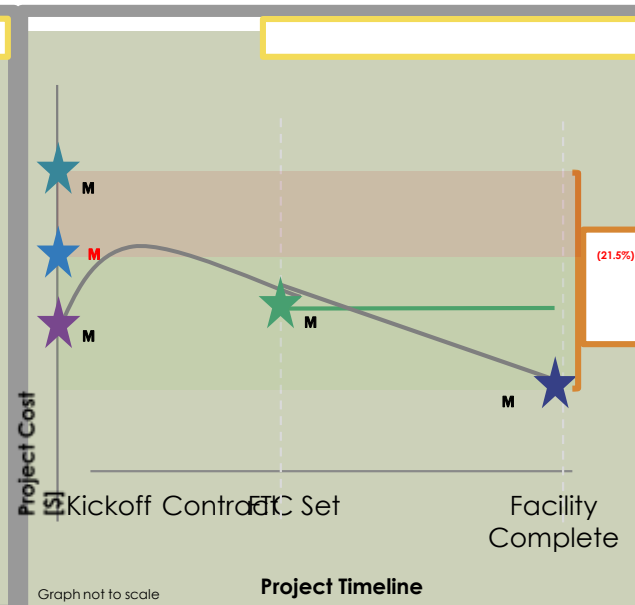 M
M
(21.5%)
M
M
M
Project Cost
[$]
Kickoff Contract
FTC Set
Facility
Complete
Graph not to scale
Project Timeline